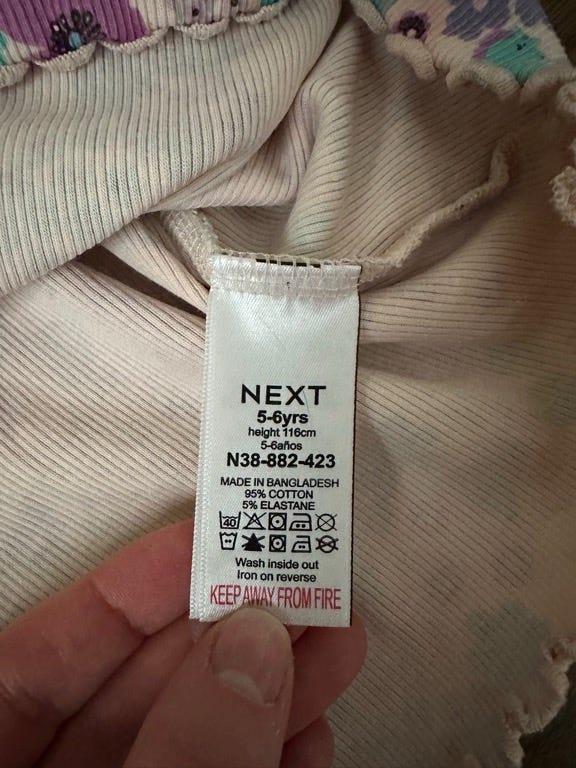 NEXT
5-6yrs
height 116cm
5-6años
N38-882-423
MADE IN BANGLADESH
95% COTTON
5% ELASTANE
40
Wash inside out
Iron on reverse
KEEP AWAY FROM FIRE